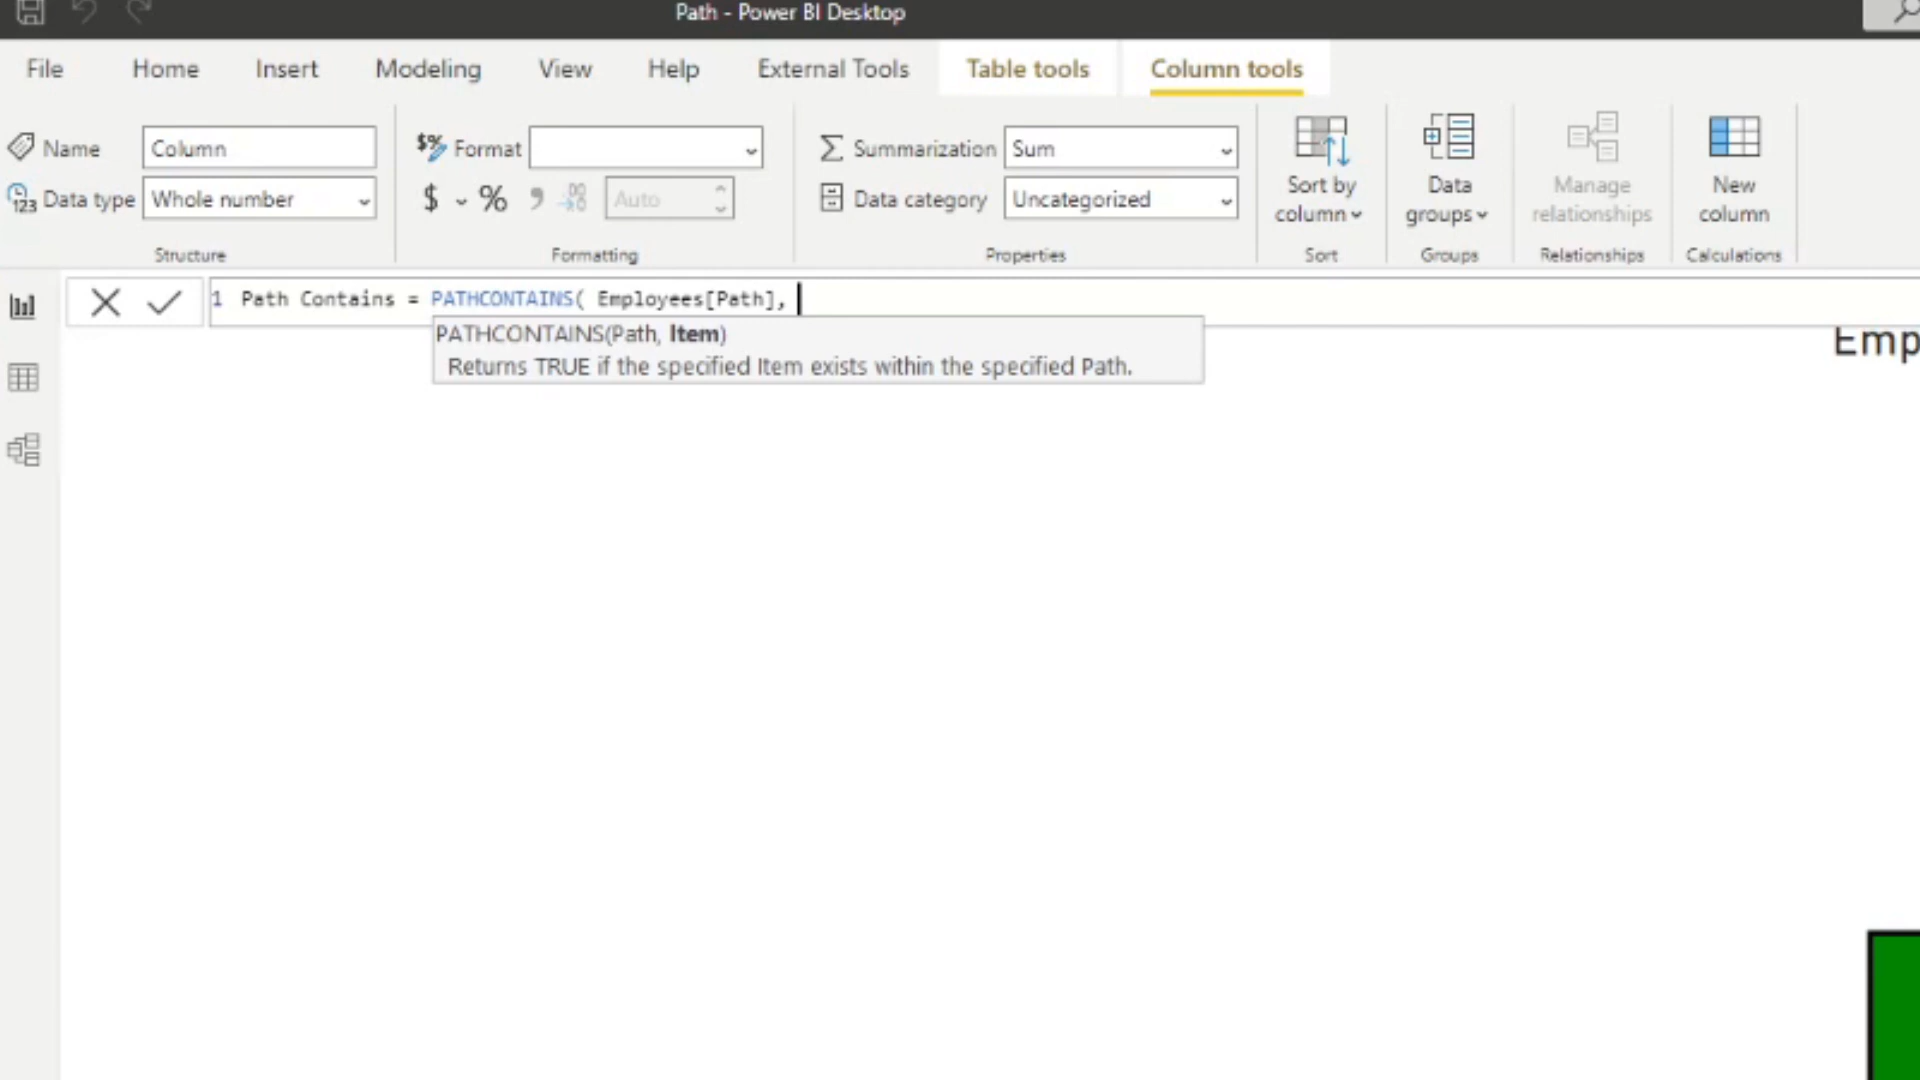 Path - Power BI Desktop
File Home Insert Modeling View Help External Tools Table tools Column tools
Name Column $% Format Summarization Sum
Data type Whole number $ % Auto Data category Uncategorized
Sort by column Data groups Manage relationships New column
Structure Formatting Properties Sort Groups Relationships Calculations
1 Path Contains = PATHCONTAINS( Employees[Path],
PATHCONTAINS(Path, Item)
Returns TRUE if the specified Item exists within the specified Path.
Emp